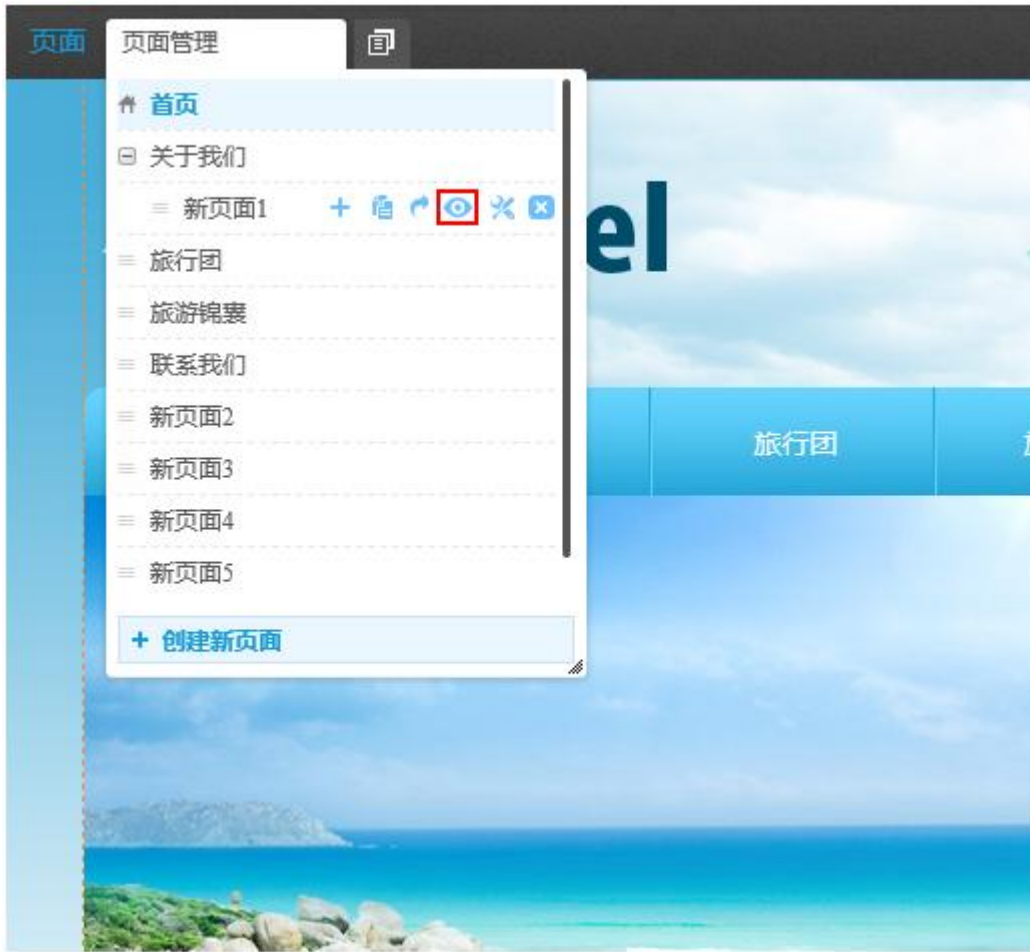 页面 页面管理
首页
关于我们
新页面1
el
旅行团
旅游锦囊
联系我们
新页面2
旅行团
新页面3
新页面4
新页面5
+ 创建新页面